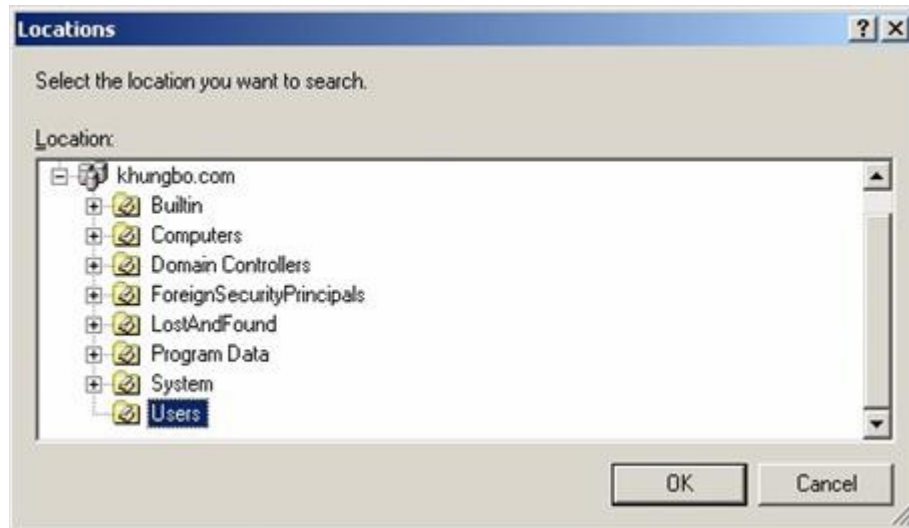 Locations
Select the location you want to search.
Location:
khungbo.com
Builtin
Computers
Domain Controllers
ForeignSecurityPrincipals
LostAndFound
Program Data
System
Users
OK
Cancel